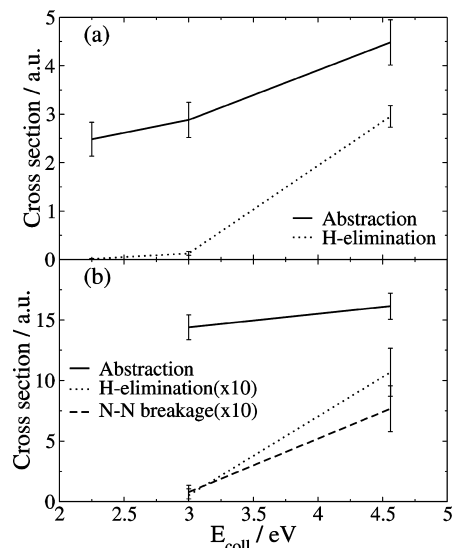 (a)
5
4
3
2
1
0
Cross section / a.u.
Abstraction
H-elimination
(b)
15
10
5
0
Cross section / a.u.
Abstraction
H-elimination(x10)
N-N breakage(x10)
2 2.5 3 3.5 4 4.5 5
E_coll / eV